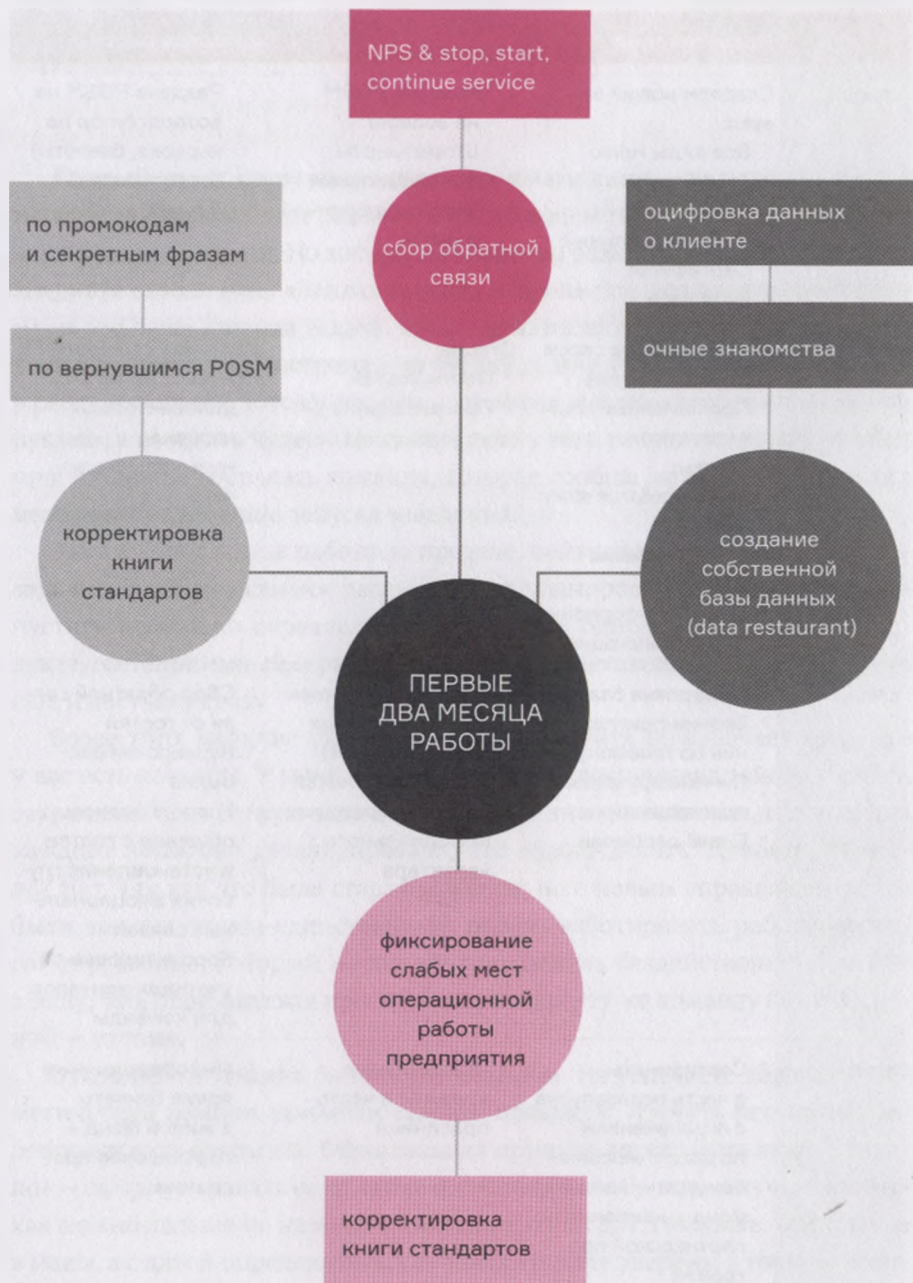 NPS & stop, start,
continue service
по промокодам
и секретным фразам
сбор обратной
связи
оцифровка данных
о клиенте
по вернувшимся POSM
очные знакомства
корректировка
книги
стандартов
создание
собственной
базы данных
(data restaurant)
ПЕРВЫЕ
ДВА МЕСЯЦА
РАБОТЫ
фиксирование
слабых мест
операционной
работы
предприятия
корректировка
книги стандартов